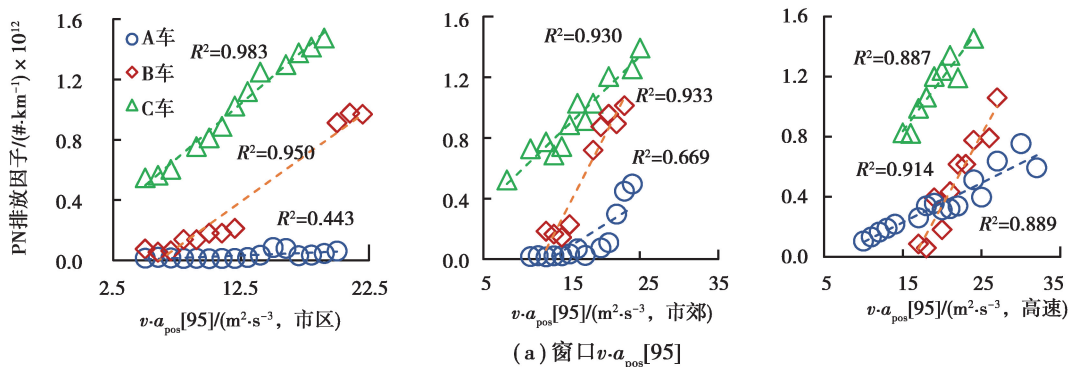 PN排放因子/(#·km⁻¹)×10¹²
1.6
1.2
0.8
0.4
0.0
2.5
12.5
22.5
A车
B车
C车
R²=0.983
R²=0.950
R²=0.443
v·aₚₒₛ[95]/(m²·s⁻³, 市区)
1.6
1.2
0.8
0.4
0.0
5
15
25
35
R²=0.930
R²=0.933
R²=0.669
v·aₚₒₛ[95]/(m²·s⁻³, 市郊)
1.6
1.2
0.8
0.4
0.0
5
15
25
35
R²=0.887
R²=0.914
R²=0.889
v·aₚₒₛ[95]/(m²·s⁻³, 高速)
(a)窗口v·aₚₒₛ[95]